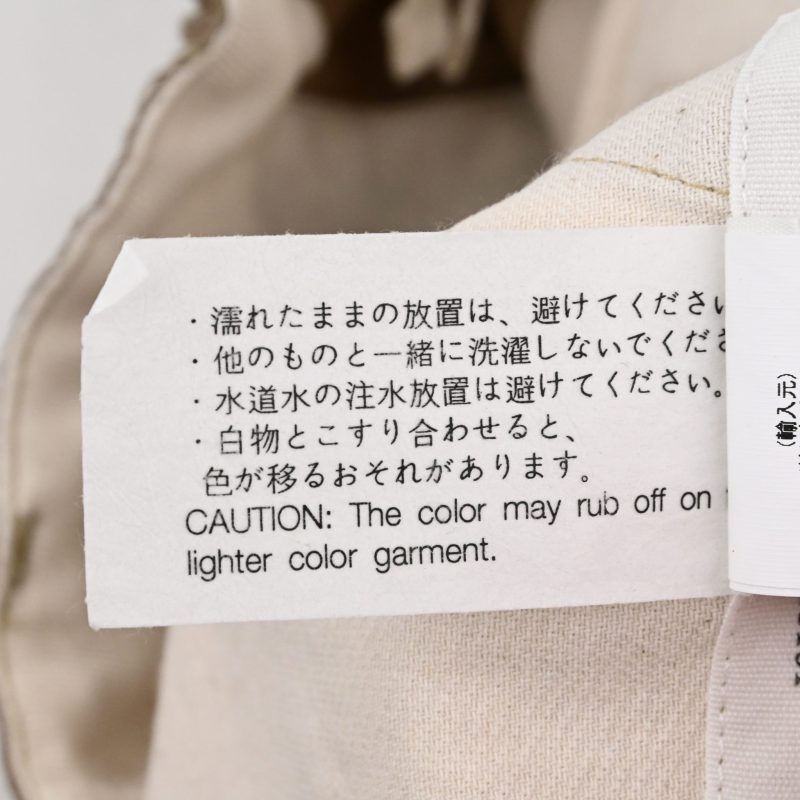 ・濡れたままの放置は、避けてください
・他のものと一緒に洗濯しないでくださ
・水道水の注水放置は避けてください。
・白物とこすり合わせると、
色が移るおそれがあります。
CAUTION: The color may rub off on
lighter color garment.
(輸入元)